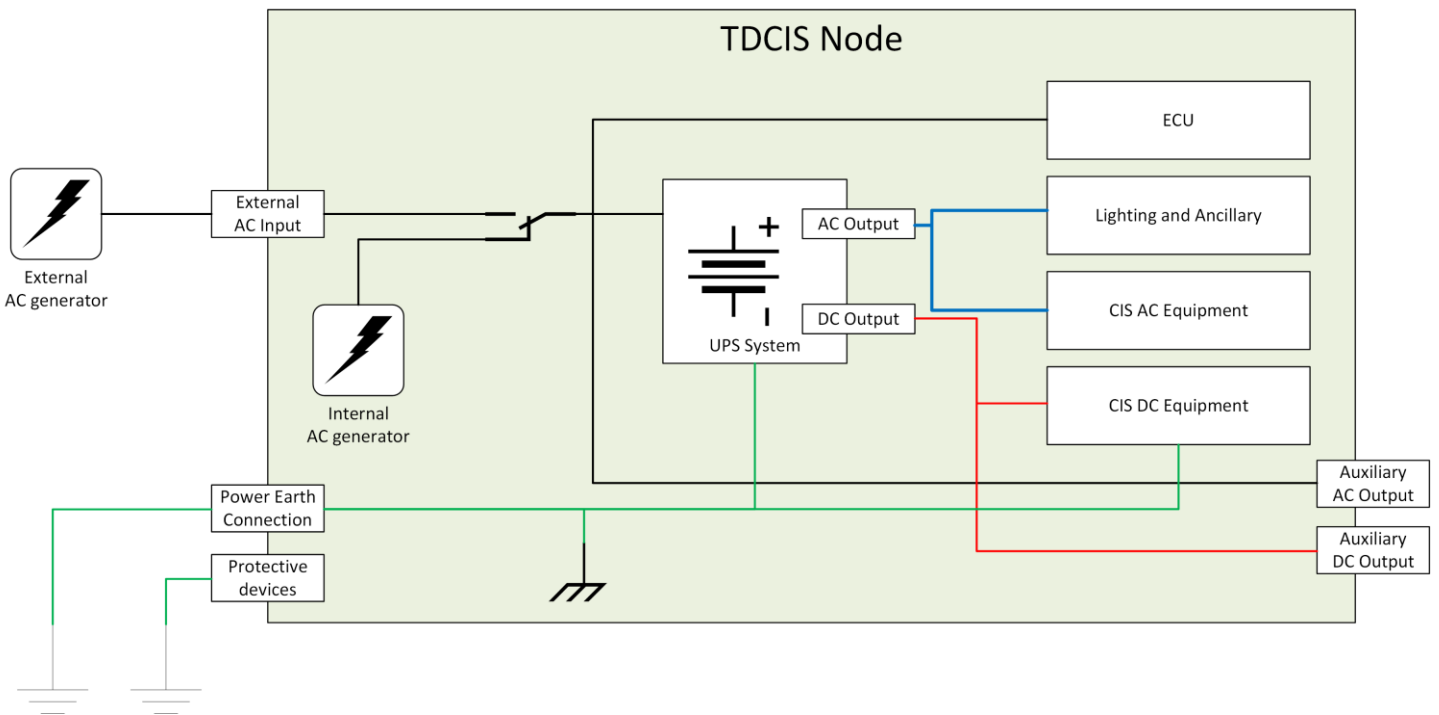 TDCIS Node
ECU
External
AC Input
Lighting and Ancillary
AC Output
External
AC generator
CIS AC Equipment
DC Output
UPS System
Internal
AC generator
CIS DC Equipment
Auxiliary
AC Output
Power Earth
Connection
Auxiliary
DC Output
Protective
devices